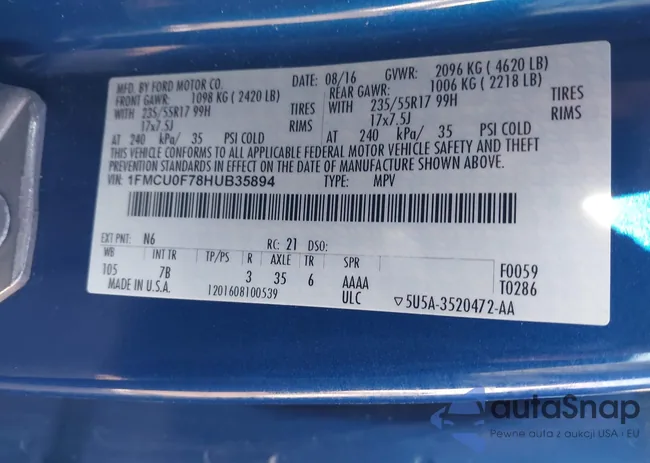 MFD. BY FORD MOTOR CO.
DATE: 08/16 GVWR: 2096 KG ( 4620 LB)
FRONT GAWR: 1098 KG ( 2420 LB) REAR GAWR: 1006 KG ( 2218 LB)
WITH 235/55R17 99H TIRES WITH 235/55R17 99H TIRES
17x7.5J RIMS 17x7.5J RIMS
AT 240 kPa/ 35 PSI COLD AT 240 kPa/ 35 PSI COLD
THIS VEHICLE CONFORMS TO ALL APPLICABLE FEDERAL MOTOR VEHICLE SAFETY AND THEFT
PREVENTION STANDARDS IN EFFECT ON THE DATE OF MANUFACTURE SHOWN ABOVE.
VIN: 1FMCU0F78HUB35894 TYPE: MPV
EXT PNT: N6 RC: 21 DSO:
WB INT TR TP/PS R AXLE TR SPR
105 7B 3 35 6 AAAA F0059
MADE IN U.S.A. ULC T0286
1201608100539 ▽5U5A-3520472-AA
autaSnap
Pewne auta z aukcji USA i EU